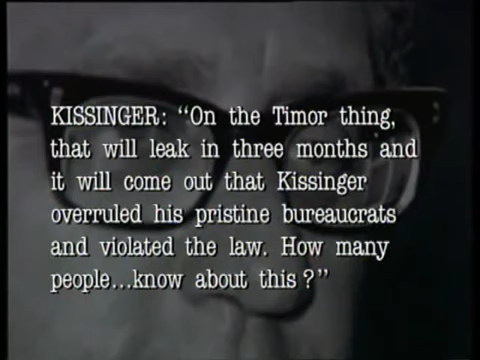 KISSINGER: “On the Timor thing,
that will leak in three months and
it will come out that Kissinger
overruled his pristine bureaucrats
and violated the law. How many
people...know about this?”